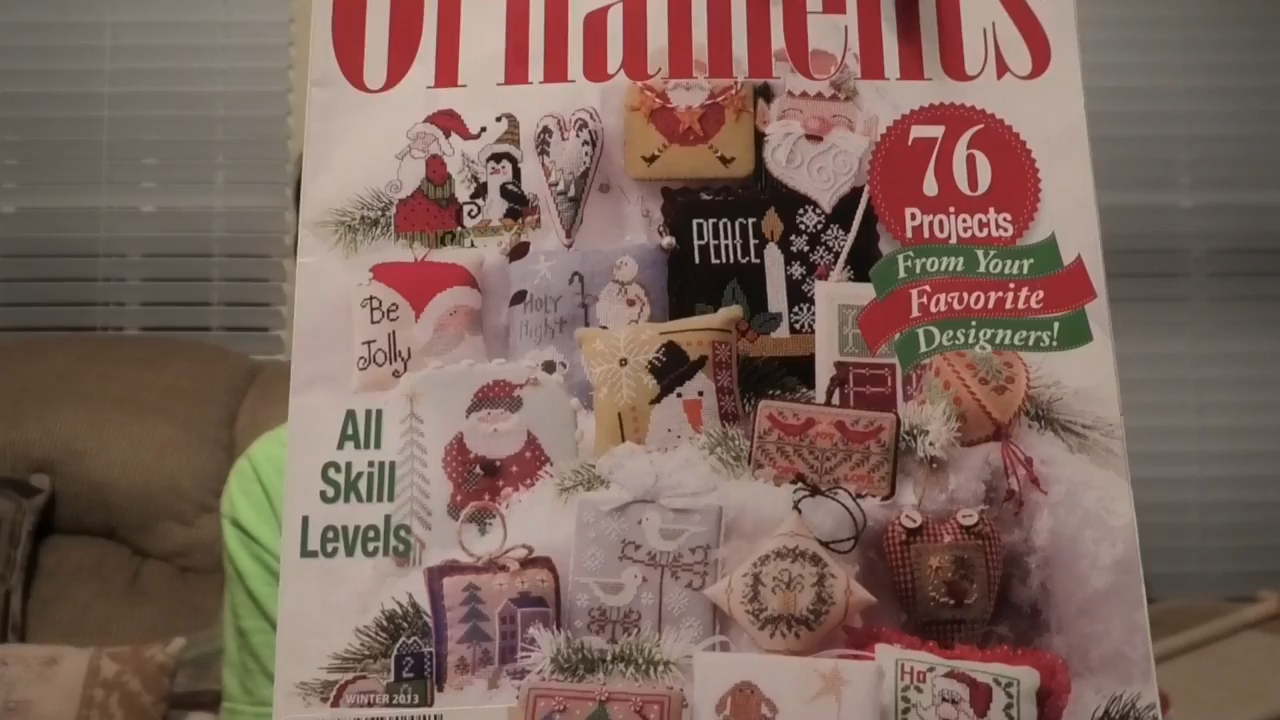 Ornaments
76
Projects
From Your
Favorite
Designers!
PEACE
Be
Jolly
Holy
Night
All
Skill
Levels
2
WINTER 2013
Ho